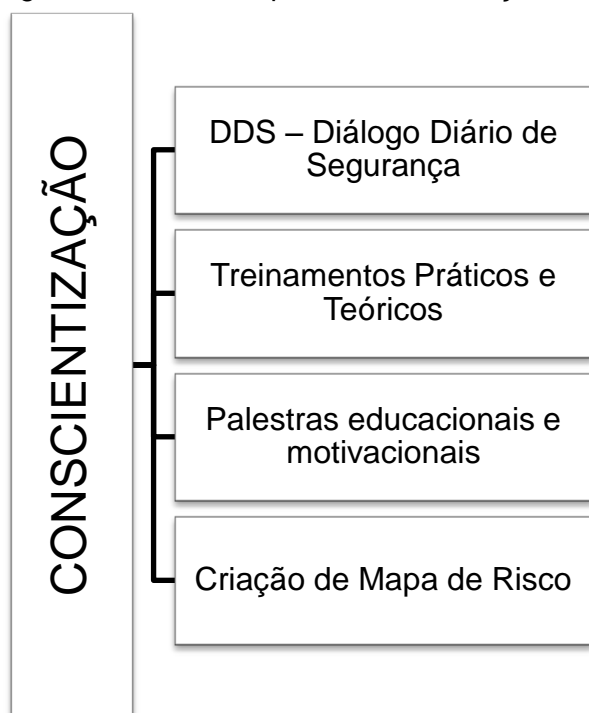 CONSCIENTIZAÇÃO
DDS – Diálogo Diário de
Segurança
Treinamentos Práticos e
Teóricos
Palestras educacionais e
motivacionais
Criação de Mapa de Risco